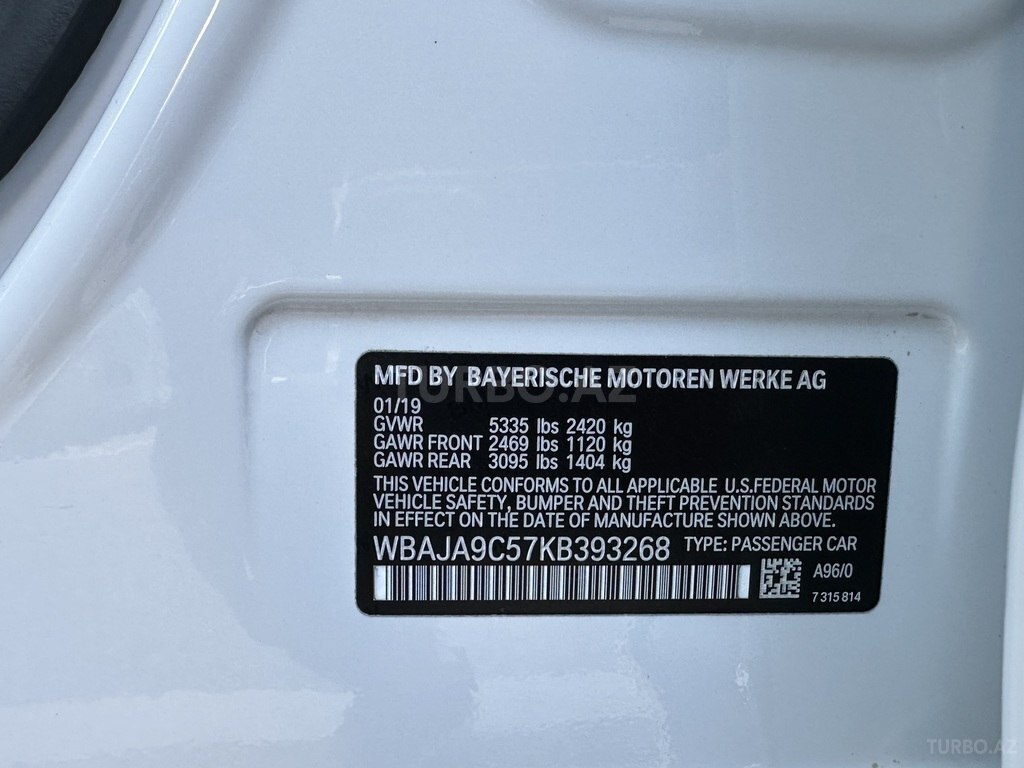 MFD BY BAYERISCHE MOTOREN WERKE AG
01/19
GVWR 5335 lbs 2420 kg
GAWR FRONT 2469 lbs 1120 kg
GAWR REAR 3095 lbs 1404 kg
THIS VEHICLE CONFORMS TO ALL APPLICABLE U.S.FEDERAL MOTOR
VEHICLE SAFETY, BUMPER AND THEFT PREVENTION STANDARDS
IN EFFECT ON THE DATE OF MANUFACTURE SHOWN ABOVE.
WBAJA9C57KB393268 TYPE: PASSENGER CAR
A96/0
7 315 814
TURBO.AZ
TURBO.AZ